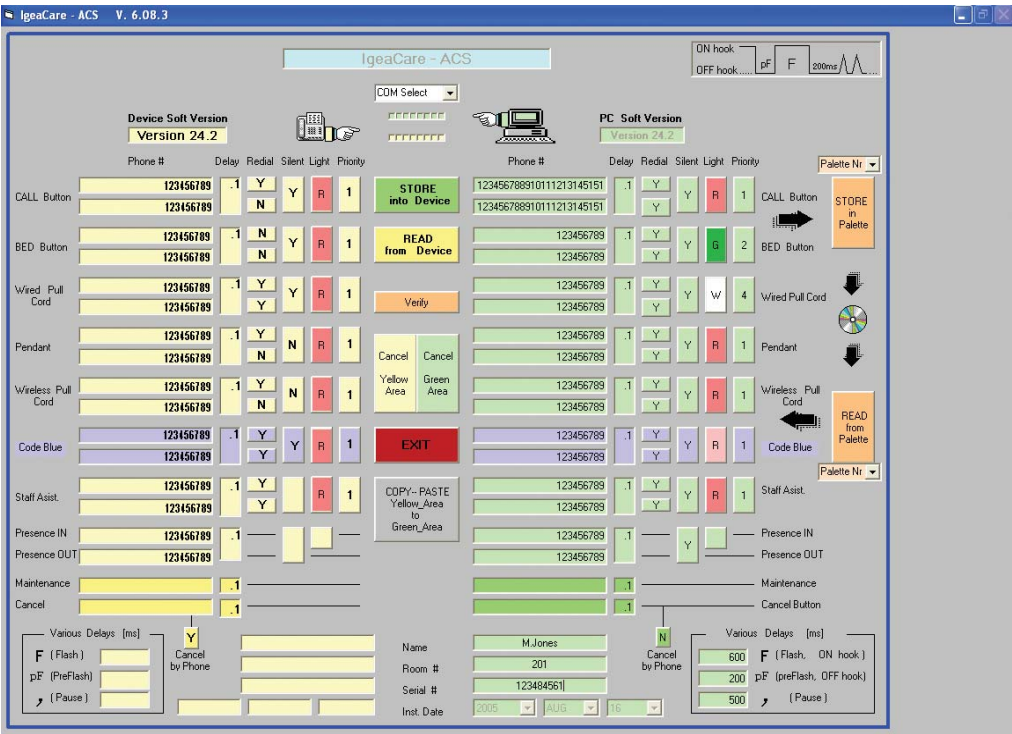 IgeaCare - ACS V. 6.08.3
IgeaCare - ACS
ON hook
OFF hook..... pF F 200ms
COM Select
Device Soft Version
Version 24.2
PC Soft Version
Version 24.2
Phone # Delay Redial Silent Light Priority
Phone # Delay Redial Silent Light Priority
Palette Nr
CALL Button 123456789 .1 Y Y R 1
123456789 N
STORE
into Device
123456788910111213145151 .1 Y Y R 1 CALL Button
123456788910111213145151 Y
STORE
in
Palette
BED Button 123456789 .1 N Y R 1
123456789 N
READ
from Device
123456789 .1 Y Y G 2 BED Button
123456789 Y
Wired Pull
Cord
123456789 .1 Y Y R 1
123456789 Y
Verify
123456789 .1 Y Y W 4 Wired Pull Cord
123456789 Y
Pendant 123456789 .1 Y N R 1
123456789 N
Cancel
Yellow
Area
Cancel
Green
Area
123456789 .1 Y Y R 1 Pendant
123456789 Y
Wireless Pull
Cord
123456789 .1 Y N R 1
123456789 N
123456789 .1 Y Y R 1 Wireless Pull
Cord
123456789 Y
READ
from
Palette
Code Blue 123456789 .1 Y Y R 1
123456789 Y
EXIT
123456789 .1 Y Y R 1 Code Blue
123456789 Y
Palette Nr
Staff Asist. 123456789 .1 Y R 1
123456789 Y
COPY-- PASTE
Yellow_Area
to
Green_Area
123456789 .1 Y Y R 1 Staff Asist.
123456789 Y
Presence IN 123456789 .1
Presence OUT 123456789
123456789 .1 Y Presence IN
123456789 Presence OUT
Maintenance .1
.1 Maintenance
Cancel .1
.1 Cancel Button
Various Delays [ms]
F (Flash)
pF (PreFlash)
, (Pause)
Y
Cancel
by Phone
Name M.Jones
Room # 201
Serial # 123484561
Inst. Date 2005 AUG 16
N
Cancel
by Phone
Various Delays [ms]
600 F (Flash, ON hook)
200 pF (preFlash, OFF hook)
500 , (Pause)